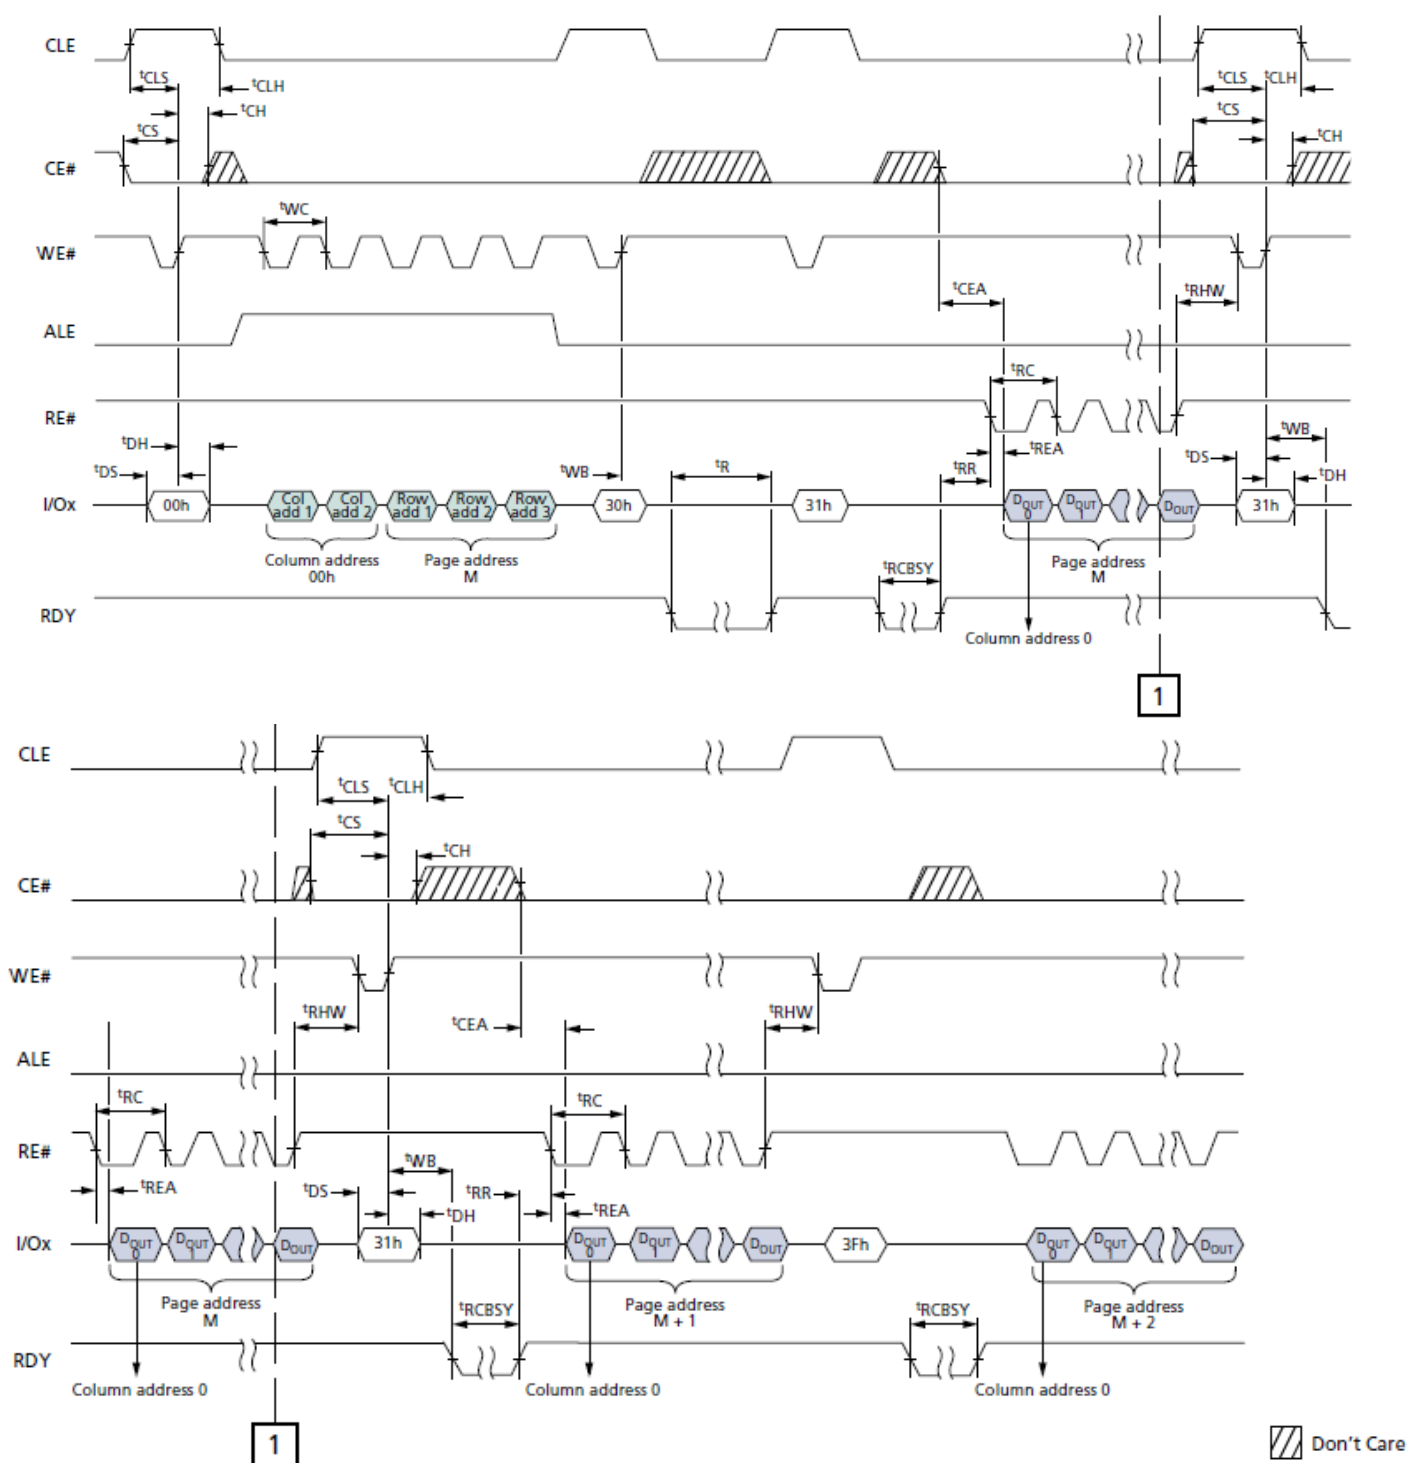 CLE
tCLS
tCLH
tCH
tCS
CE#
tWC
WE#
tCEA
tRHW
ALE
tRC
RE#
tDH
tDS
tWB
tR
tRR
tREA
tWB
tDS
tDH
tCLS
tCLH
tCS
tCH
I/Ox
00h
Col
add 1
Col
add 2
Row
add 1
Row
add 2
Row
add 3
30h
31h
DOUT
0
DOUT
1
DOUT
31h
Column address
00h
Page address
M
Page address
M
tRCBSY
RDY
Column address 0
1
CLE
tCLS
tCLH
tCS
tCH
CE#
WE#
tRHW
tCEA
tRHW
ALE
tRC
tRC
RE#
tREA
tDS
tWB
tDH
tRR
tREA
I/Ox
DOUT
0
DOUT
1
DOUT
31h
DOUT
0
DOUT
1
DOUT
3Fh
DOUT
0
DOUT
1
DOUT
Page address
M
Page address
M + 1
Page address
M + 2
tRCBSY
tRCBSY
RDY
Column address 0
Column address 0
Column address 0
1
Don't Care